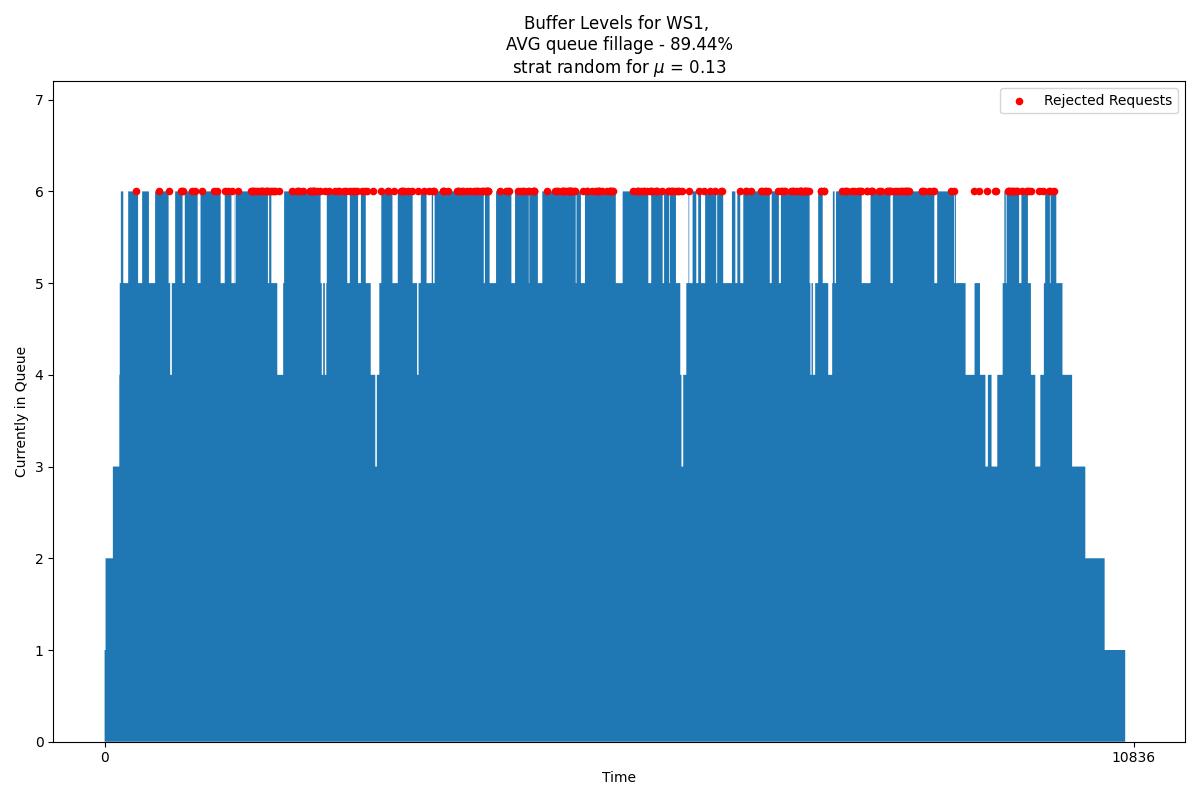 Buffer Levels for WS1,
AVG queue fillage - 89.44%
strat random for μ = 0.13
Rejected Requests
7
6
5
4
3
2
1
0
Currently in Queue
0
10836
Time